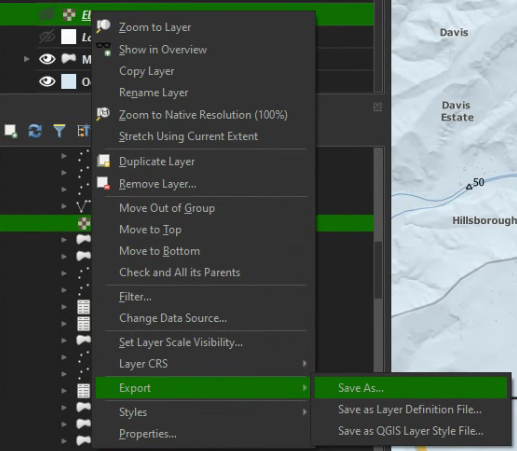 El
Lo
M
Oc
Zoom to Layer
Show in Overview
Copy Layer
Rename Layer
Zoom to Native Resolution (100%)
Stretch Using Current Extent
Duplicate Layer
Remove Layer...
Move Out of Group
Move to Top
Move to Bottom
Check and All its Parents
Filter...
Change Data Source...
Set Layer Scale Visibility...
Layer CRS
Export
Styles
Properties...
Save As...
Save as Layer Definition File...
Save as QGIS Layer Style File...
Davis
Davis
Estate
50
Hillsborough